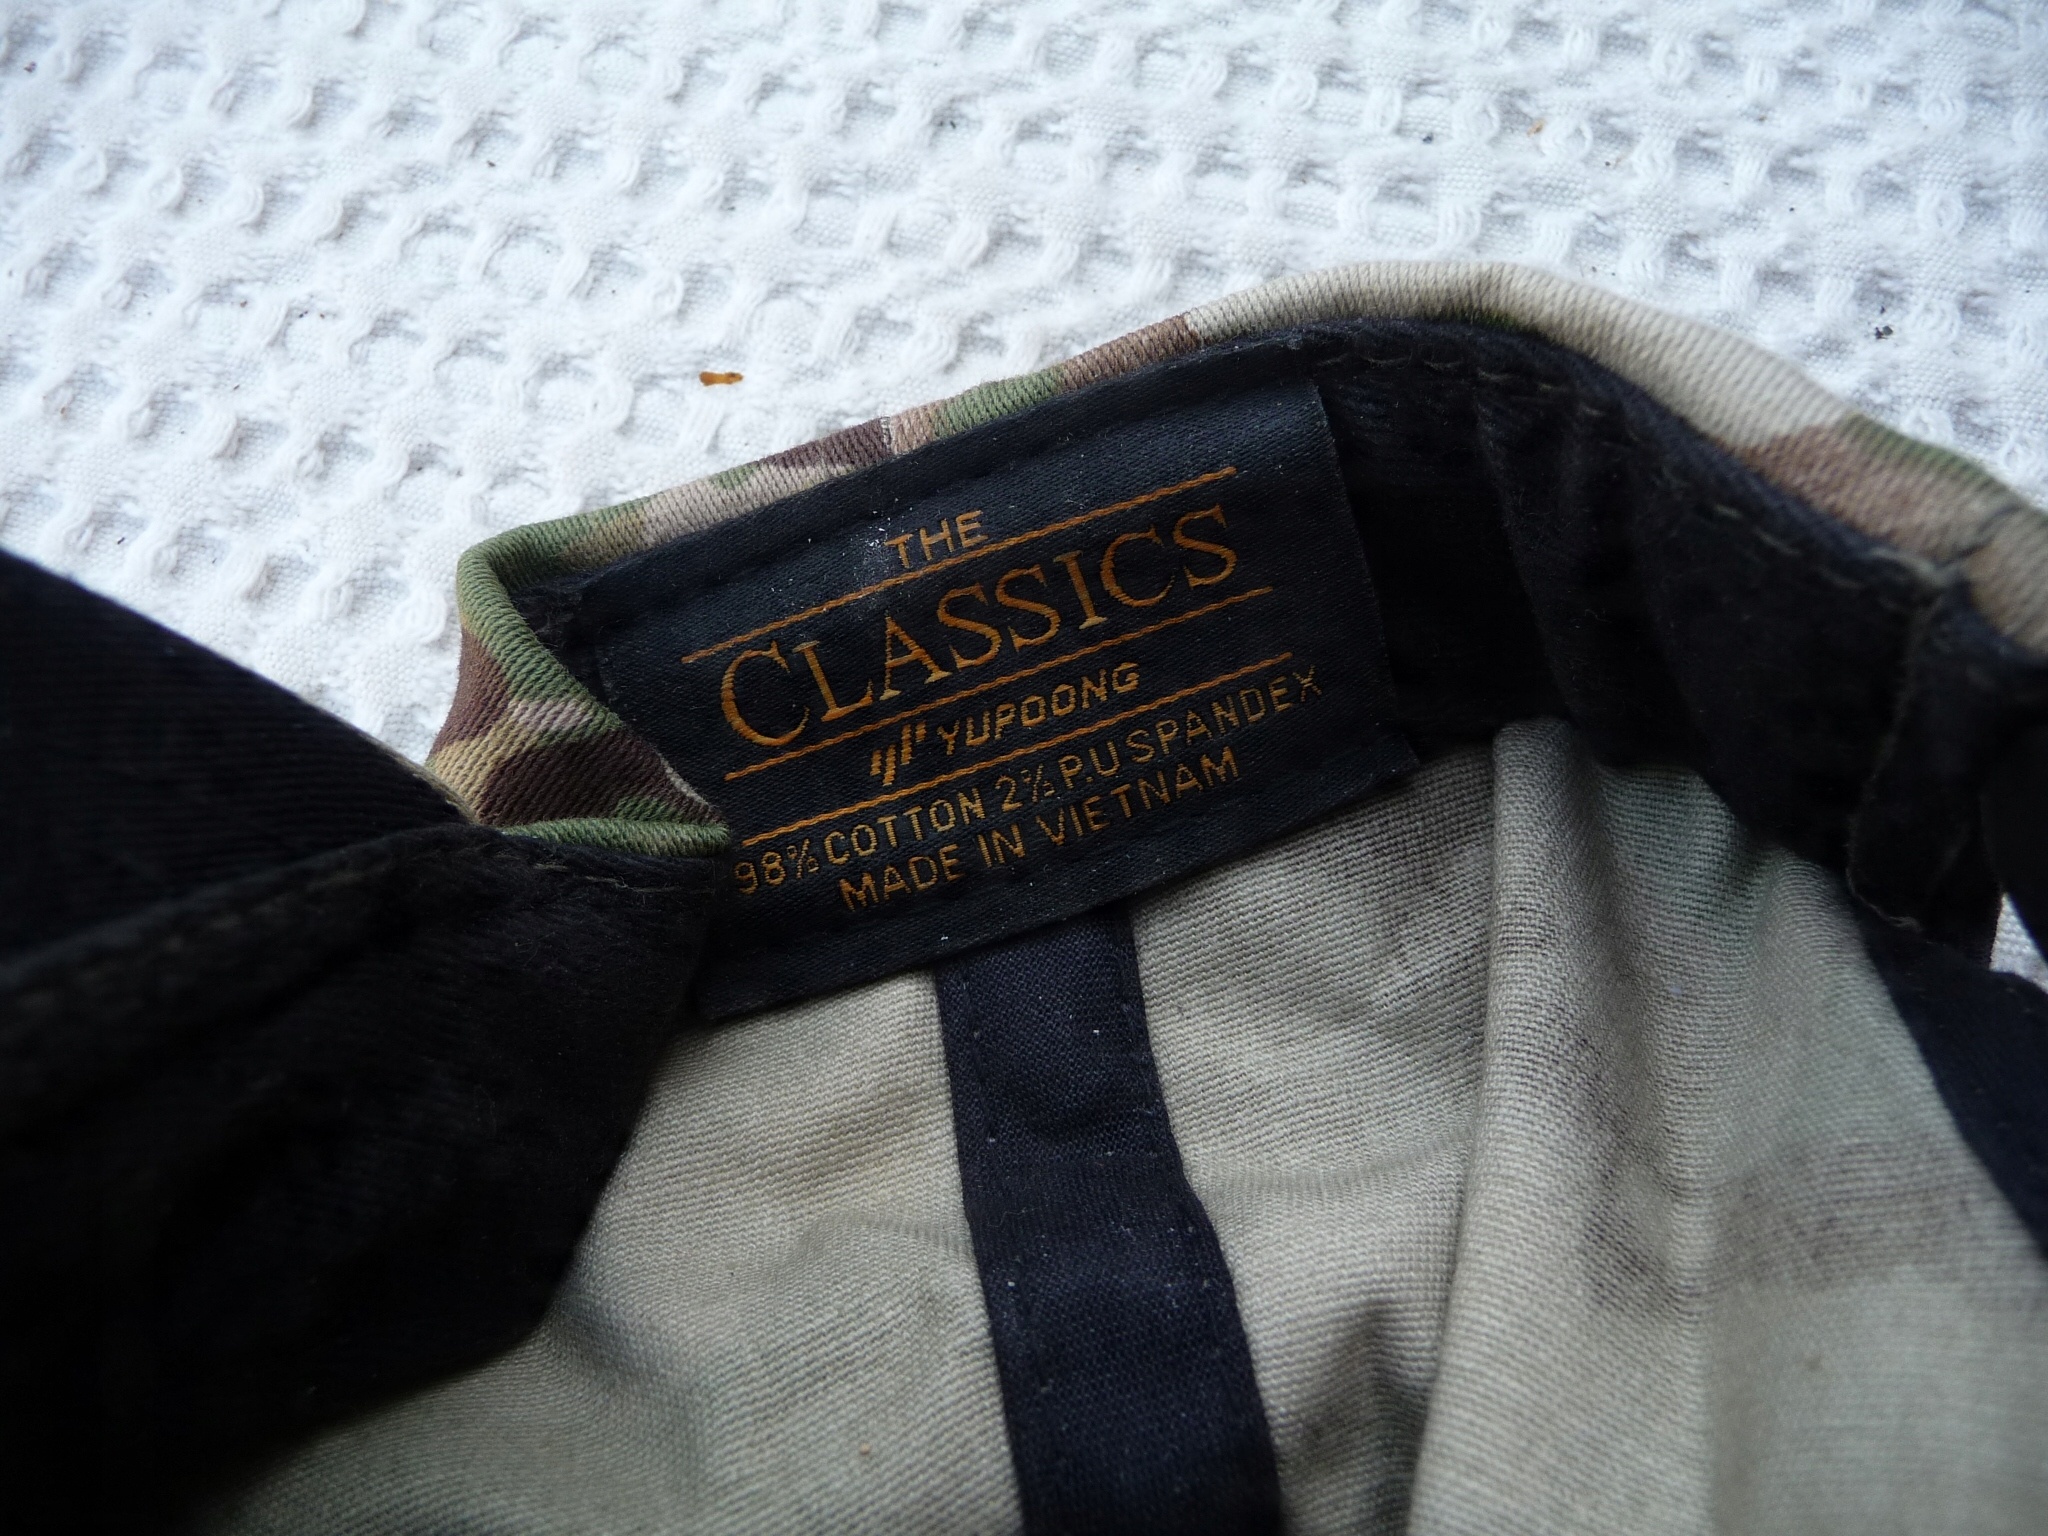 THE
CLASSICS
YUPOONG
98% COTTON 2% P.U SPANDEX
MADE IN VIETNAM